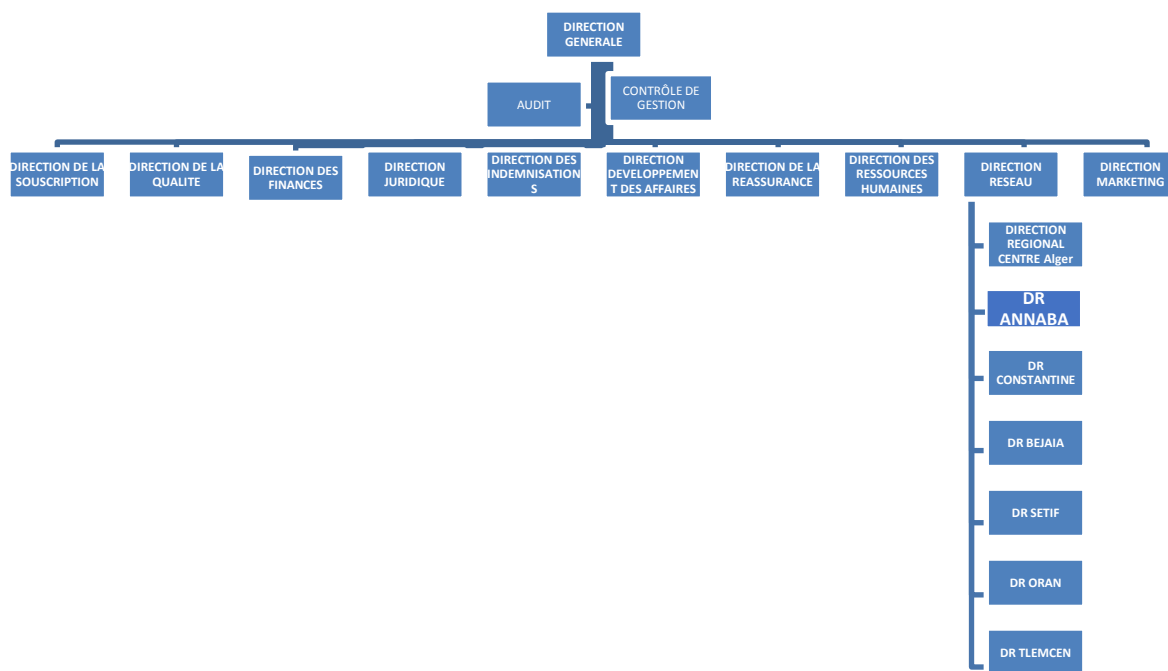 DIRECTION
GENERALE
AUDIT
CONTRÔLE DE
GESTION
DIRECTION DE LA
SOUSCRIPTION
DIRECTION DE LA
QUALITE
DIRECTION DES
FINANCES
DIRECTION
JURIDIQUE
DIRECTION DES
INDEMNISATION
S
DIRECTION
DEVELOPPEMEN
T DES AFFAIRES
DIRECTION DE LA
REASSURANCE
DIRECTION DES
RESSOURCES
HUMAINES
DIRECTION
RESEAU
DIRECTION
MARKETING
DIRECTION
REGIONAL
CENTRE Alger
DR
ANNABA
DR
CONSTANTINE
DR BEJAIA
DR SETIF
DR ORAN
DR TLEMCEN